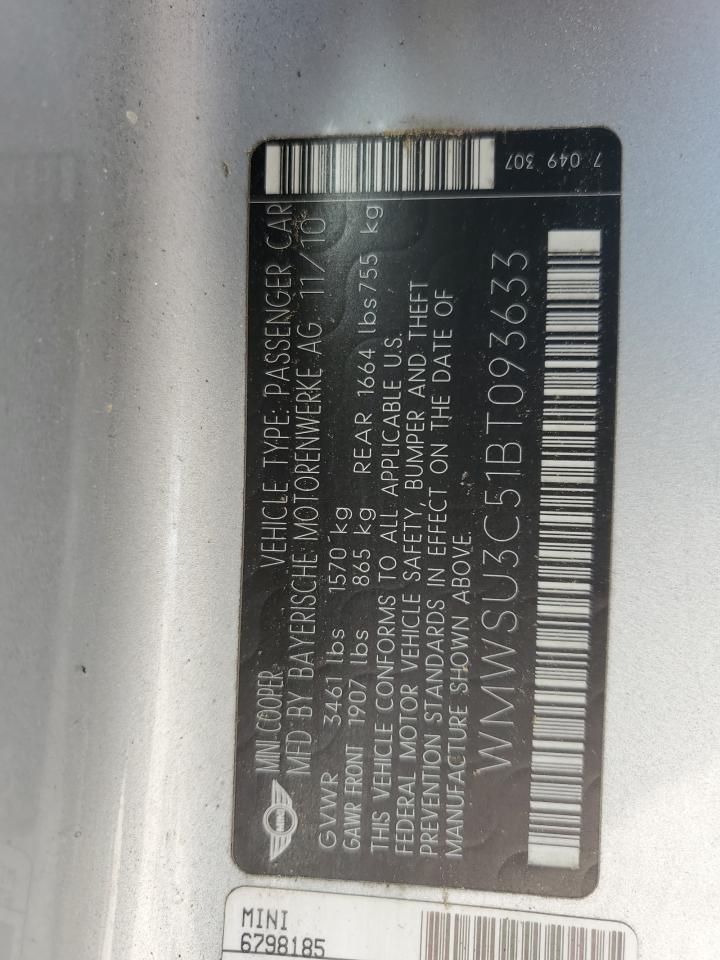 MINI-COOPER VEHICLE TYPE: PASSENGER CAR
MFD BY BAYERISCHE MOTORENWERKE AG 11/10
GVWR 3461 lbs 1570 kg
GAWR FRONT 1907 lbs 865 kg REAR 1664 lbs 755 kg
THIS VEHICLE CONFORMS TO ALL APPLICABLE U.S.
FEDERAL MOTOR VEHICLE SAFETY, BUMPER AND THEFT
PREVENTION STANDARDS IN EFFECT ON THE DATE OF
MANUFACTURE SHOWN ABOVE.
WMWSU3C51BT093633
7 049 307
MINI
MINI
6798185